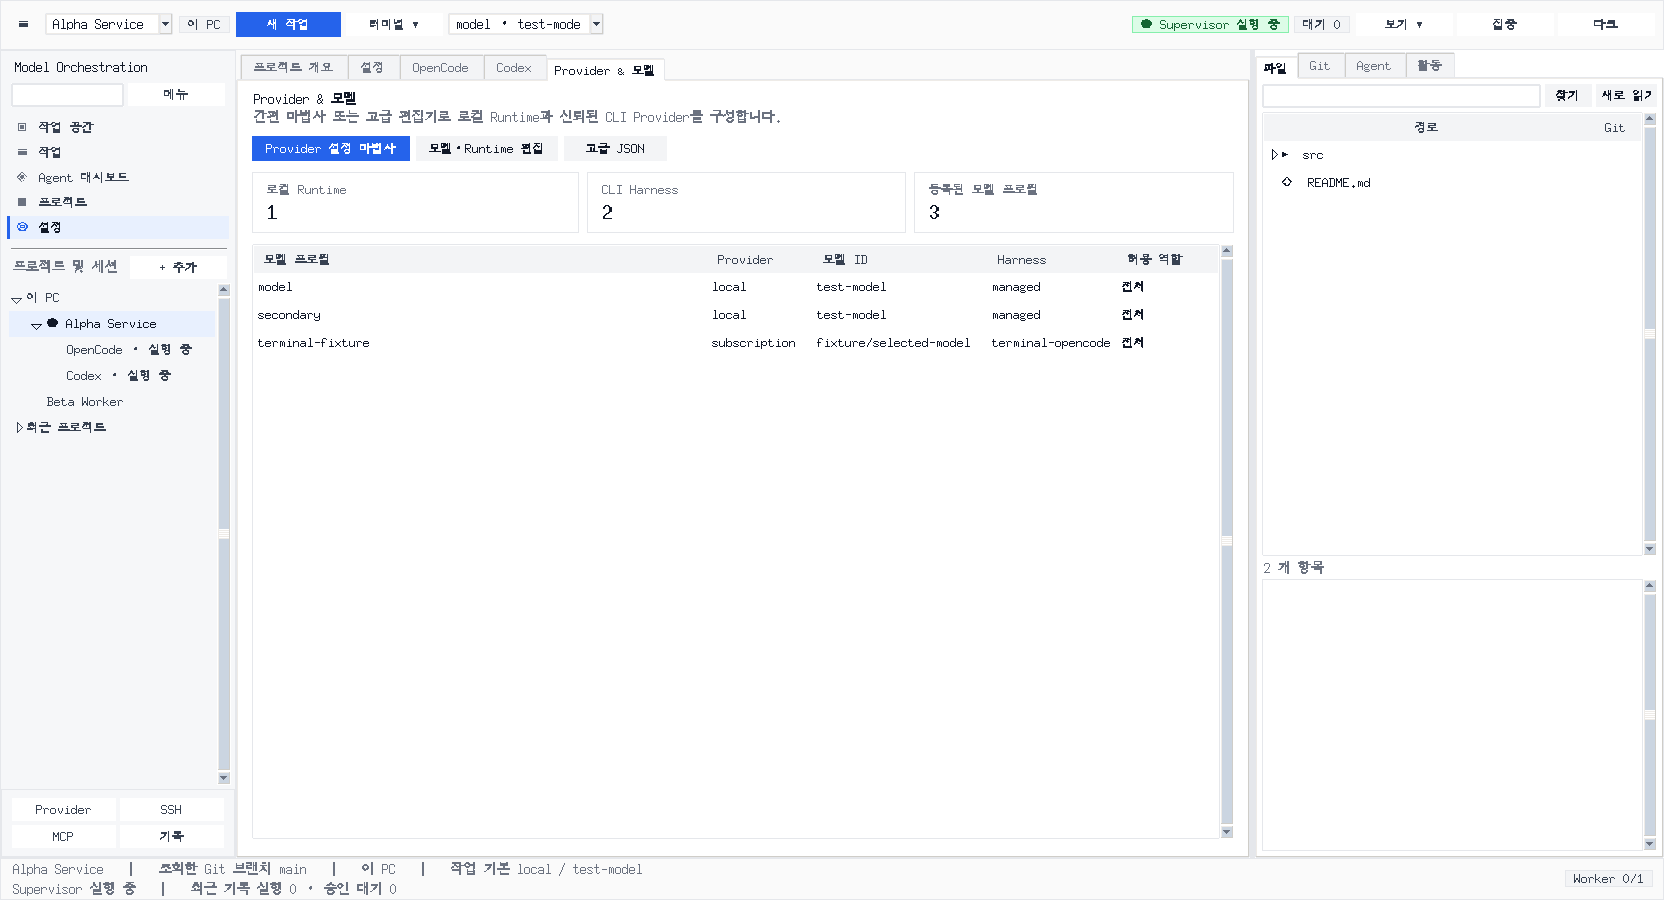 Alpha Service 이 PC 새 작업 터미널 ▾ model • test-mode Supervisor 실행 중 대기 0 보기 ▾ 집중 다크
Model Orchestration
메뉴
작업 공간
작업
Agent 대시보드
프로젝트
설정
프로젝트 및 세션 + 추가
이 PC
Alpha Service
OpenCode • 실행 중
Codex • 실행 중
Beta Worker
최근 프로젝트
Provider SSH
MCP 기록
프로젝트 개요 설정 OpenCode Codex Provider & 모델
Provider & 모델
간편 마법사 또는 고급 편집기로 로컬 Runtime과 신뢰된 CLI Provider를 구성합니다.
Provider 설정 마법사 모델•Runtime 편집 고급 JSON
로컬 Runtime CLI Harness 등록된 모델 프로필
1 2 3
모델 프로필 Provider 모델 ID Harness 허용 역할
model local test-model managed 전체
secondary local test-model managed 전체
terminal-fixture subscription fixture/selected-model terminal-opencode 전체
파일 Git Agent 활동
찾기 새로 읽기
경로 Git
src
README.md
2 개 항목
Alpha Service | 조회한 Git 브랜치 main | 이 PC | 작업 기본 local / test-model
Supervisor 실행 중 | 최근 기록 실행 0 • 승인 대기 0
Worker 0/1